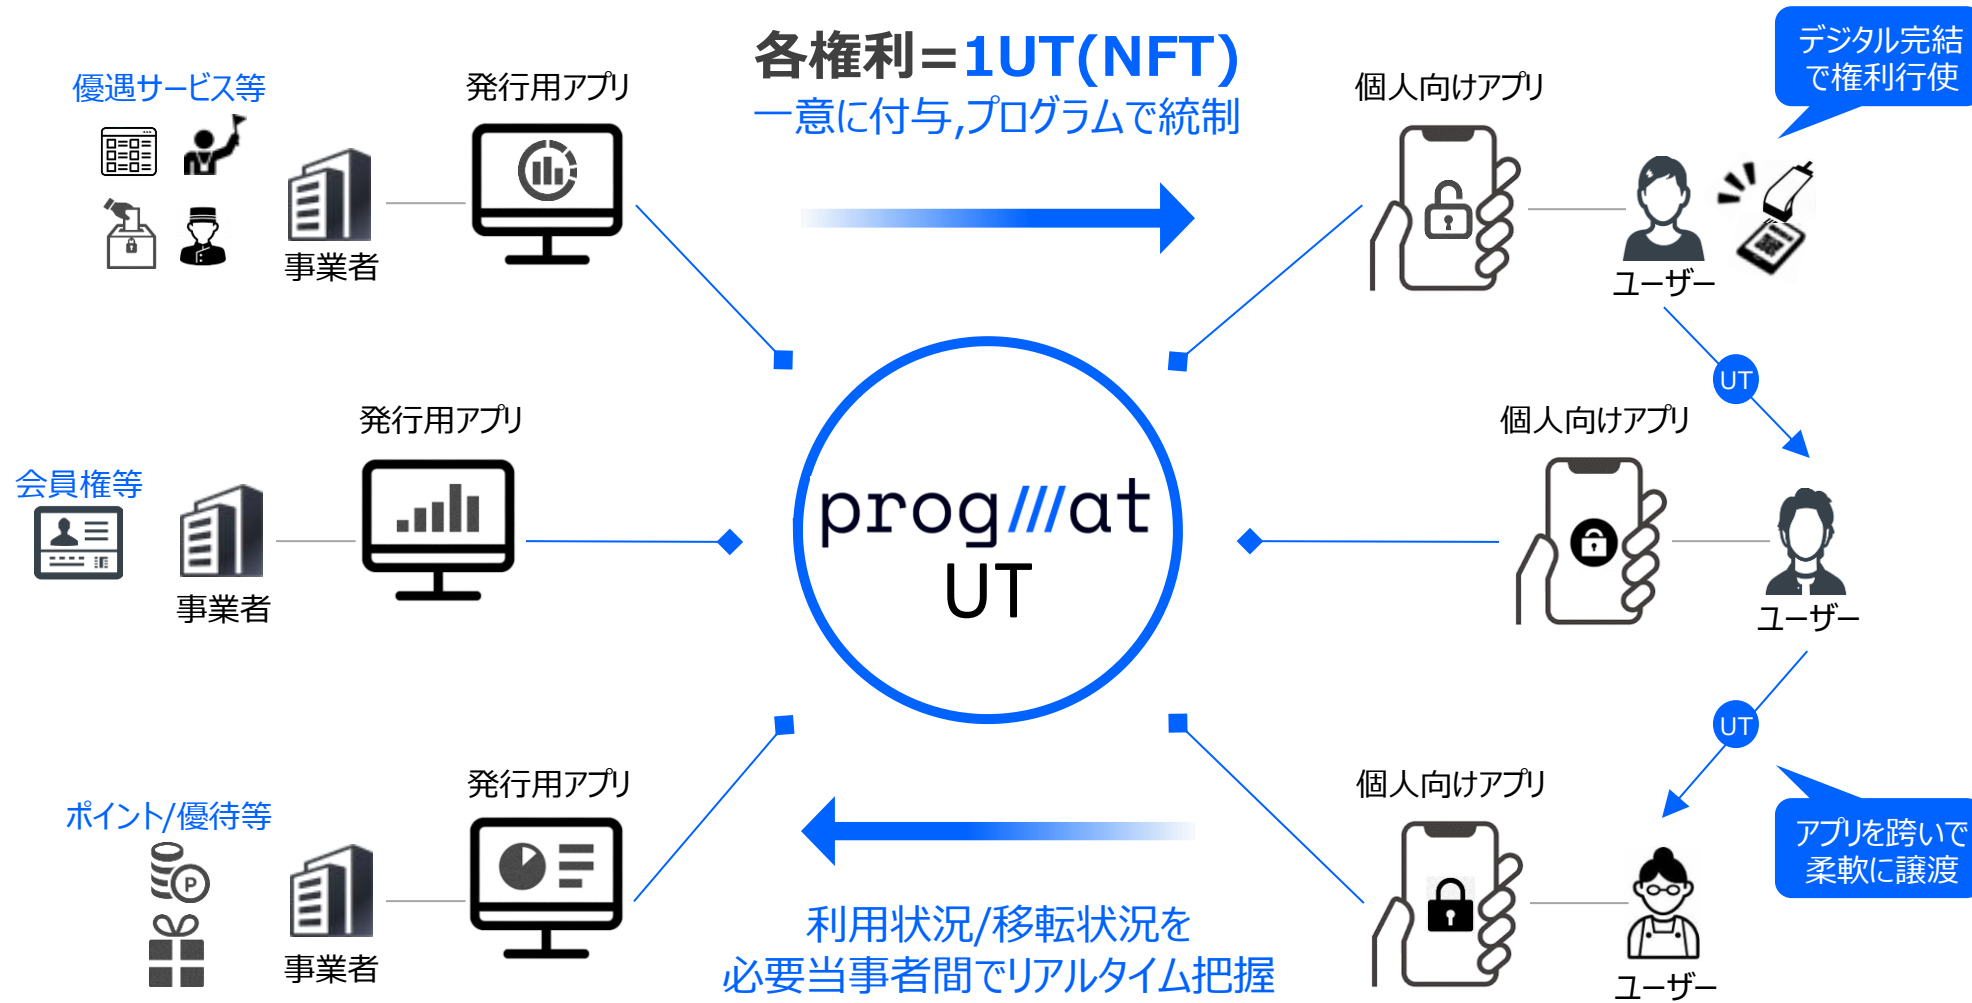 各権利＝1UT(NFT)
一意に付与,プログラムで統制
優遇サービス等
発行用アプリ
事業者
個人向けアプリ
ユーザー
デジタル完結
で権利行使
UT
会員権等
発行用アプリ
事業者
progmat
UT
個人向けアプリ
ユーザー
UT
ポイント/優待等
P
発行用アプリ
事業者
利用状況/移転状況を
必要当事者間でリアルタイム把握
個人向けアプリ
ユーザー
アプリを跨いで
柔軟に譲渡